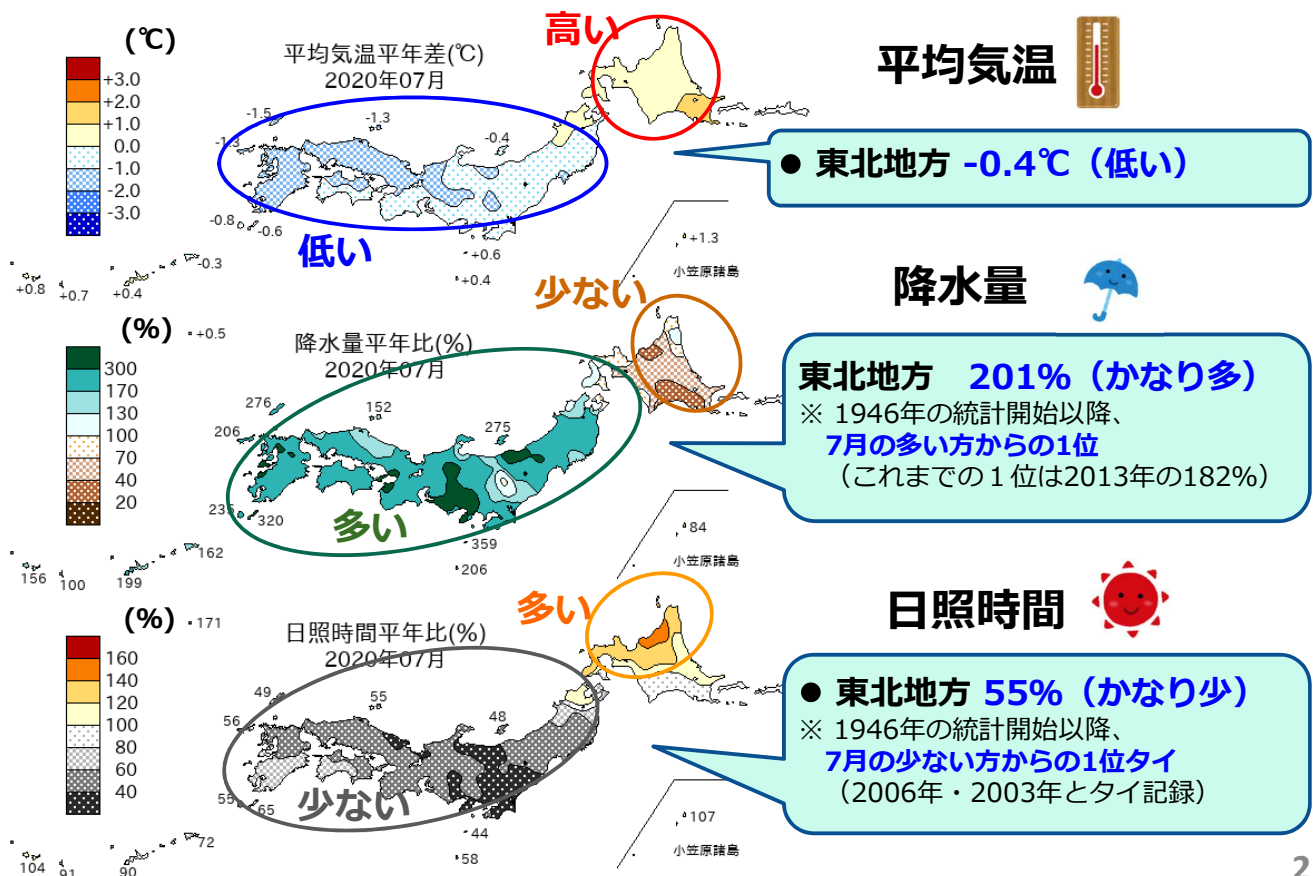 (℃)
平均気温平年差(℃)
2020年07月
高い
+3.0
+2.0
+1.0
0.0
-1.0
-2.0
-3.0
-1.5
-1.3
-1.3
-0.4
-0.8
-0.6
低い
+0.6
+0.4
+1.3
小笠原諸島
-0.3
+0.8
+0.7
+0.4
+0.5
平均気温
● 東北地方 -0.4℃（低い）
(%)
降水量平年比(%)
2020年07月
少ない
300
170
130
100
70
40
20
276
152
206
275
235
320
多い
359
206
84
小笠原諸島
162
156
100
199
171
降水量
東北地方 201%（かなり多）
※ 1946年の統計開始以降、
7月の多い方からの1位
（これまでの１位は2013年の182%）
(%)
日照時間平年比(%)
2020年07月
多い
160
140
120
100
80
60
40
49
55
56
48
55
65
少ない
44
58
107
小笠原諸島
72
104
91
90
日照時間
● 東北地方 55%（かなり少）
※ 1946年の統計開始以降、
7月の少ない方からの1位タイ
（2006年・2003年とタイ記録）
2